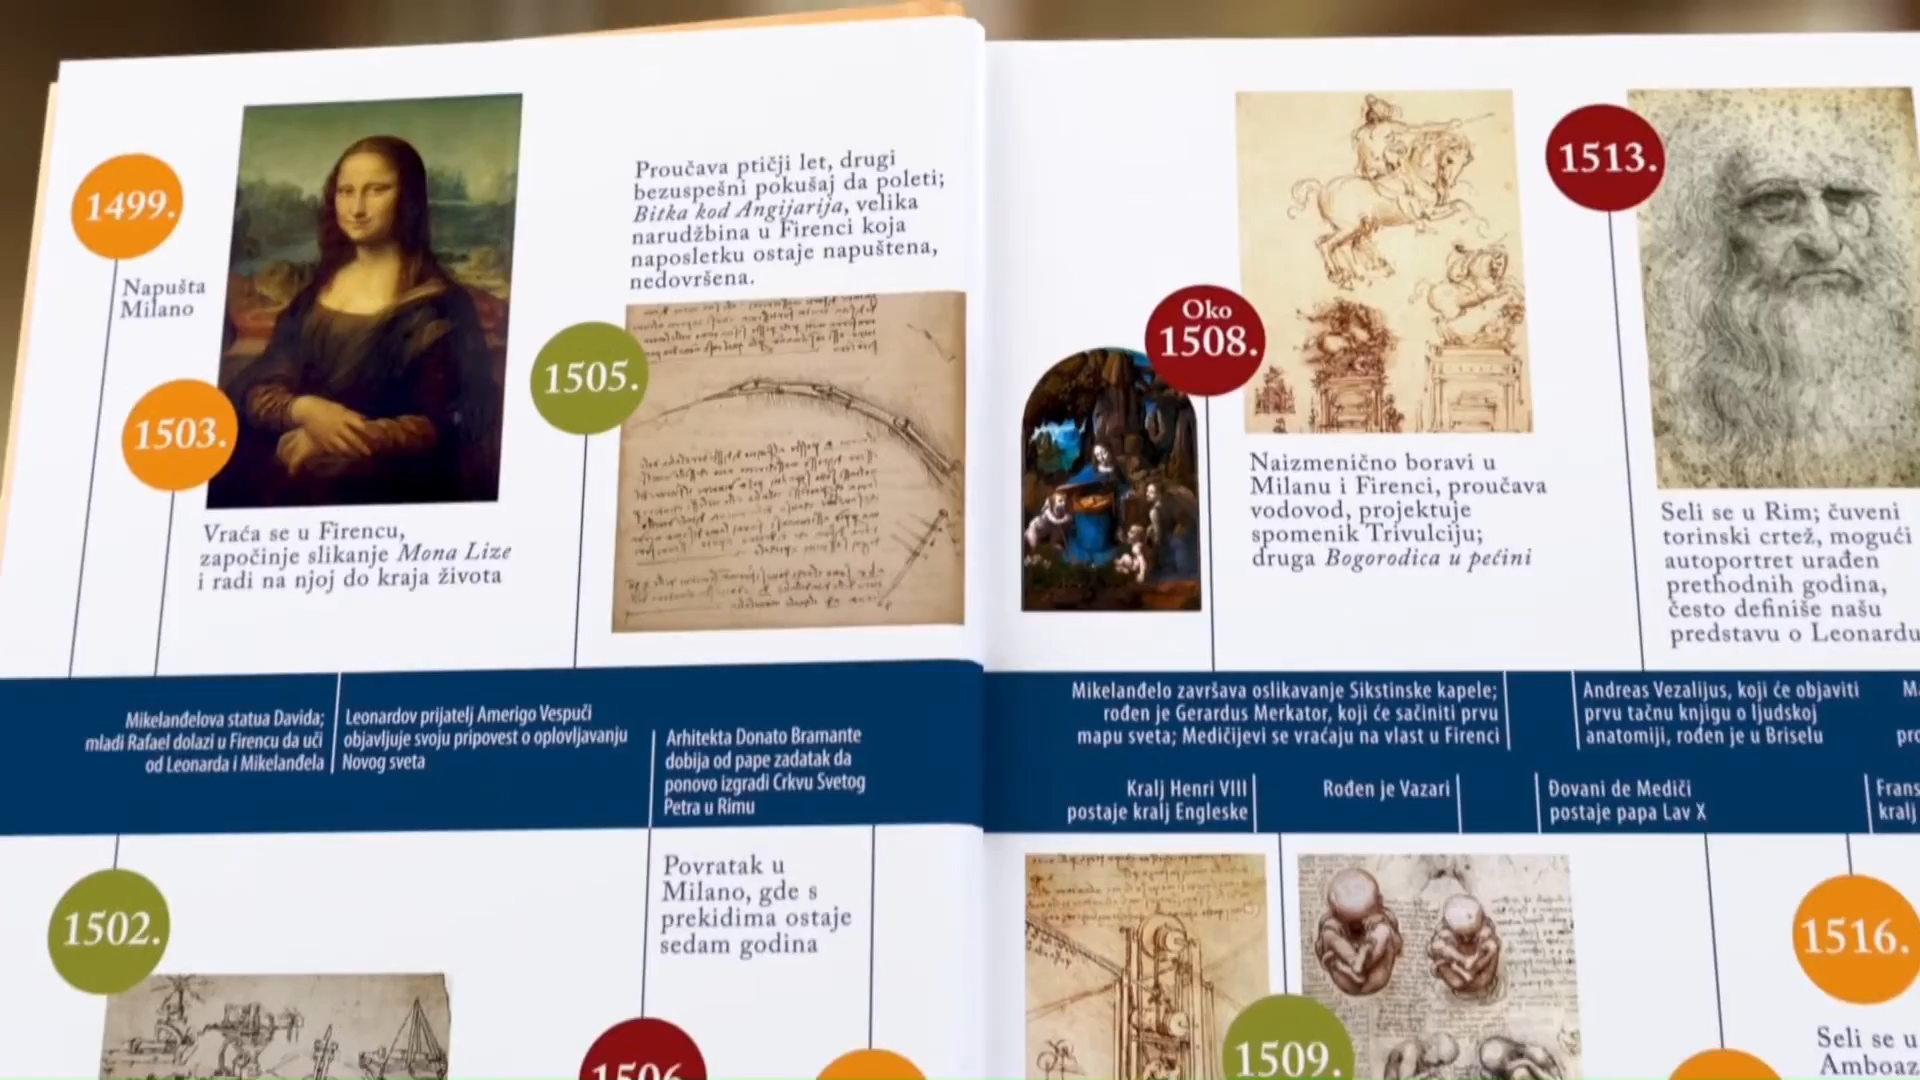 1499.
Napušta
Milano
1503.
Vraća se u Firencu,
započinje slikanje Mona Lize
i radi na njoj do kraja života
Proučava ptičji let, drugi
bezuspešni pokušaj da poleti;
Bitka kod Angijarija, velika
narudžbina u Firenci koja
naposletku ostaje napuštena,
nedovršena.
1505.
Oko
1508.
Naizmenično boravi u
Milanu i Firenci, proučava
vodovod, projektuje
spomenik Trivulciju;
druga Bogorodica u pećini
1513.
Seli se u Rim; čuveni
torinski crtež, mogući
autoportret urađen
prethodnih godina,
često definiše našu
predstavu o Leonardu
Mikelanđelova statua Davida;
mladi Rafael dolazi u Firencu da uči
od Leonarda i Mikelanđela
Leonardov prijatelj Amerigo Vespuči
objavljuje svoju pripovest o oplovljavanju
Novog sveta
Arhitekta Donato Bramante
dobija od pape zadatak da
ponovo izgradi Crkvu Svetog
Petra u Rimu
Mikelanđelo završava oslikavanje Sikstinske kapele;
rođen je Gerardus Merkator, koji će sačiniti prvu
mapu sveta; Medičijevi se vraćaju na vlast u Firenci
Andreas Vezalijus, koji će objaviti
prvu tačnu knjigu o ljudskoj
anatomiji, rođen je u Briselu
Kralj Henri VIII
postaje kralj Engleske
Rođen je Vazari
Đovani de Mediči
postaje papa Lav X
Frans
kralj
1502.
Povratak u
Milano, gde s
prekidima ostaje
sedam godina
1506.
1509.
1516.
Seli se u
Amboaz